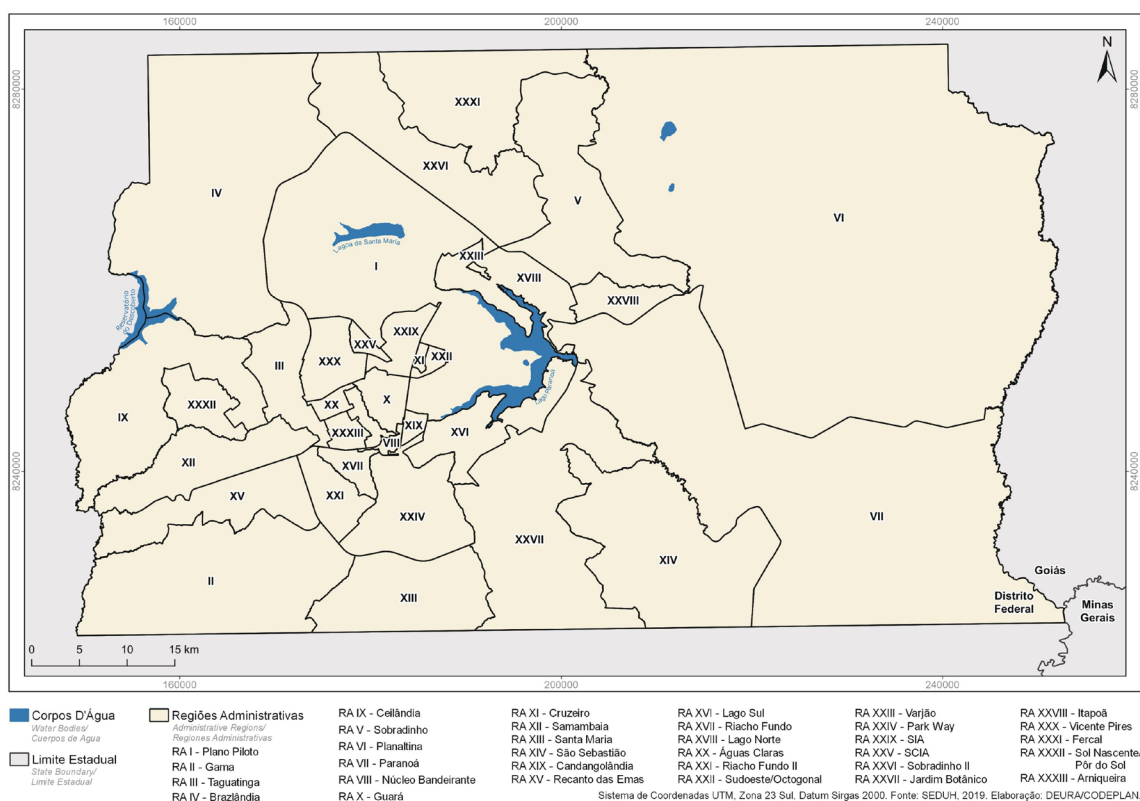 160000 200000 240000
N
8280000 8280000
XXXI
XXVI
IV
V
VI
Lagoa de Santa Maria
XXIII
I
XVIII
XXVIII
Reservatório
do Descoberto
XXIX
XXV
XI
XXII
III
XXX
Lago Paranoá
X
XX
XXXII
IX
XIX
XXXIII
XVI
VIII
XII
XVII
8240000 8240000
XV
XXI
XXIV
VII
XXVII
XIV
Goiás
II
Distrito
Federal
XIII
Minas
Gerais
0 5 10 15 km
160000 200000 240000
Corpos D'Água
Water Bodies/
Cuerpos de Agua
Limite Estadual
State Boundary/
Limite Estadual
Regiões Administrativas
Administrative Regions/
Regiones Administrativas
RA I - Plano Piloto
RA II - Gama
RA III - Taguatinga
RA IV - Brazlândia
RA IX - Ceilândia
RA V - Sobradinho
RA VI - Planaltina
RA VII - Paranoá
RA VIII - Núcleo Bandeirante
RA X - Guará
RA XI - Cruzeiro
RA XII - Samambaia
RA XIII - Santa Maria
RA XIV - São Sebastião
RA XIX - Candangolândia
RA XV - Recanto das Emas
RA XVI - Lago Sul
RA XVII - Riacho Fundo
RA XVIII - Lago Norte
RA XX - Águas Claras
RA XXI - Riacho Fundo II
RA XXII - Sudoeste/Octogonal
RA XXIII - Varjão
RA XXIV - Park Way
RA XXIX - SIA
RA XXV - SCIA
RA XXVI - Sobradinho II
RA XXVII - Jardim Botânico
RA XXVIII - Itapoã
RA XXX - Vicente Pires
RA XXXI - Fercal
RA XXXII - Sol Nascente/
Pôr do Sol
RA XXXIII - Arniqueira
Sistema de Coordenadas UTM, Zona 23 Sul, Datum Sirgas 2000. Fonte: SEDUH, 2019. Elaboração: DEURA/CODEPLAN.